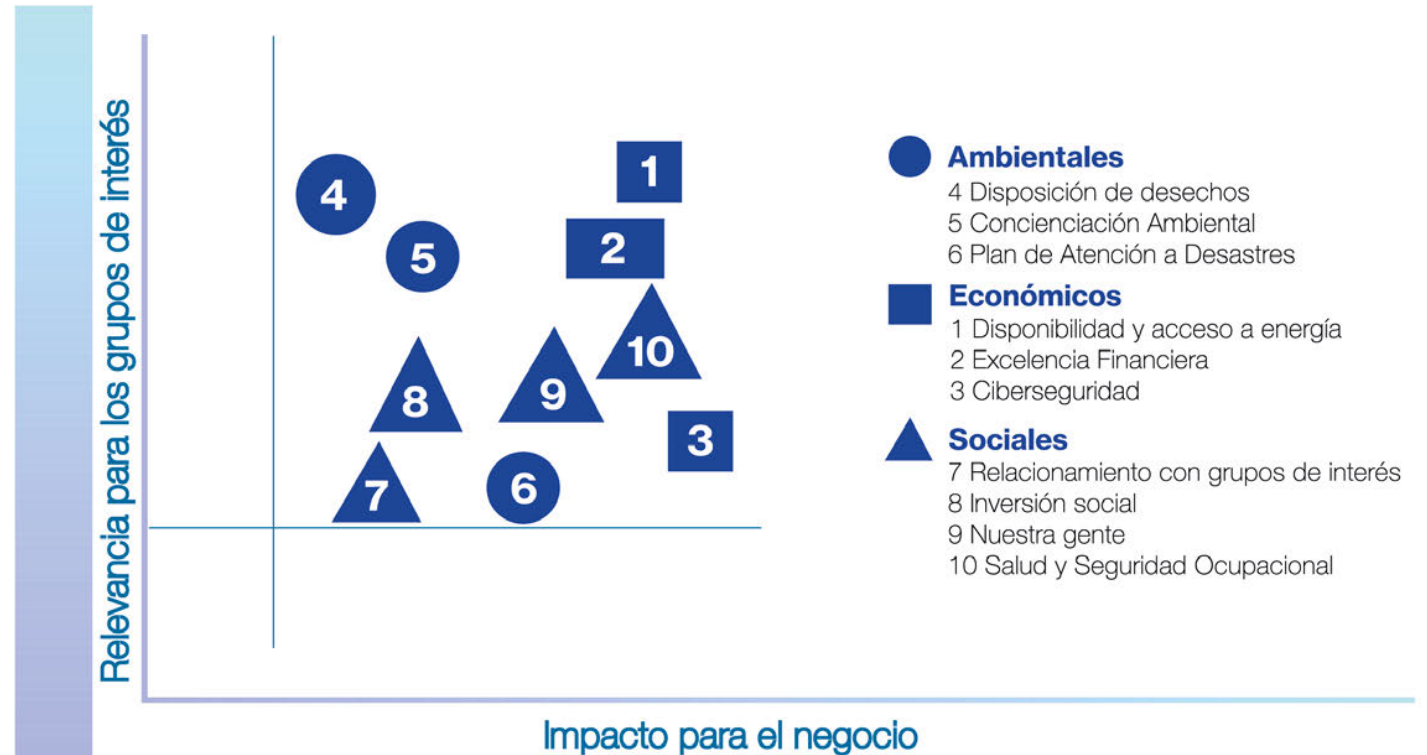 Relevancia para los grupos de interés
4
1
5
2
10
8
9
3
7
6
Impacto para el negocio
Ambientales
4 Disposición de desechos
5 Concienciación Ambiental
6 Plan de Atención a Desastres
Económicos
1 Disponibilidad y acceso a energía
2 Excelencia Financiera
3 Ciberseguridad
Sociales
7 Relacionamiento con grupos de interés
8 Inversión social
9 Nuestra gente
10 Salud y Seguridad Ocupacional